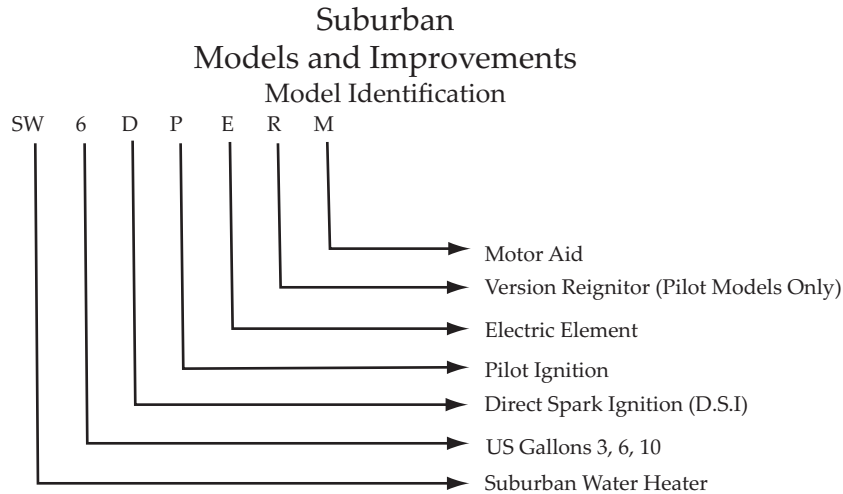 Suburban
Models and Improvements
Model Identification
SW 6 D P E R M
Motor Aid
Version Reignitor (Pilot Models Only)
Electric Element
Pilot Ignition
Direct Spark Ignition (D.S.I)
US Gallons 3, 6, 10
Suburban Water Heater